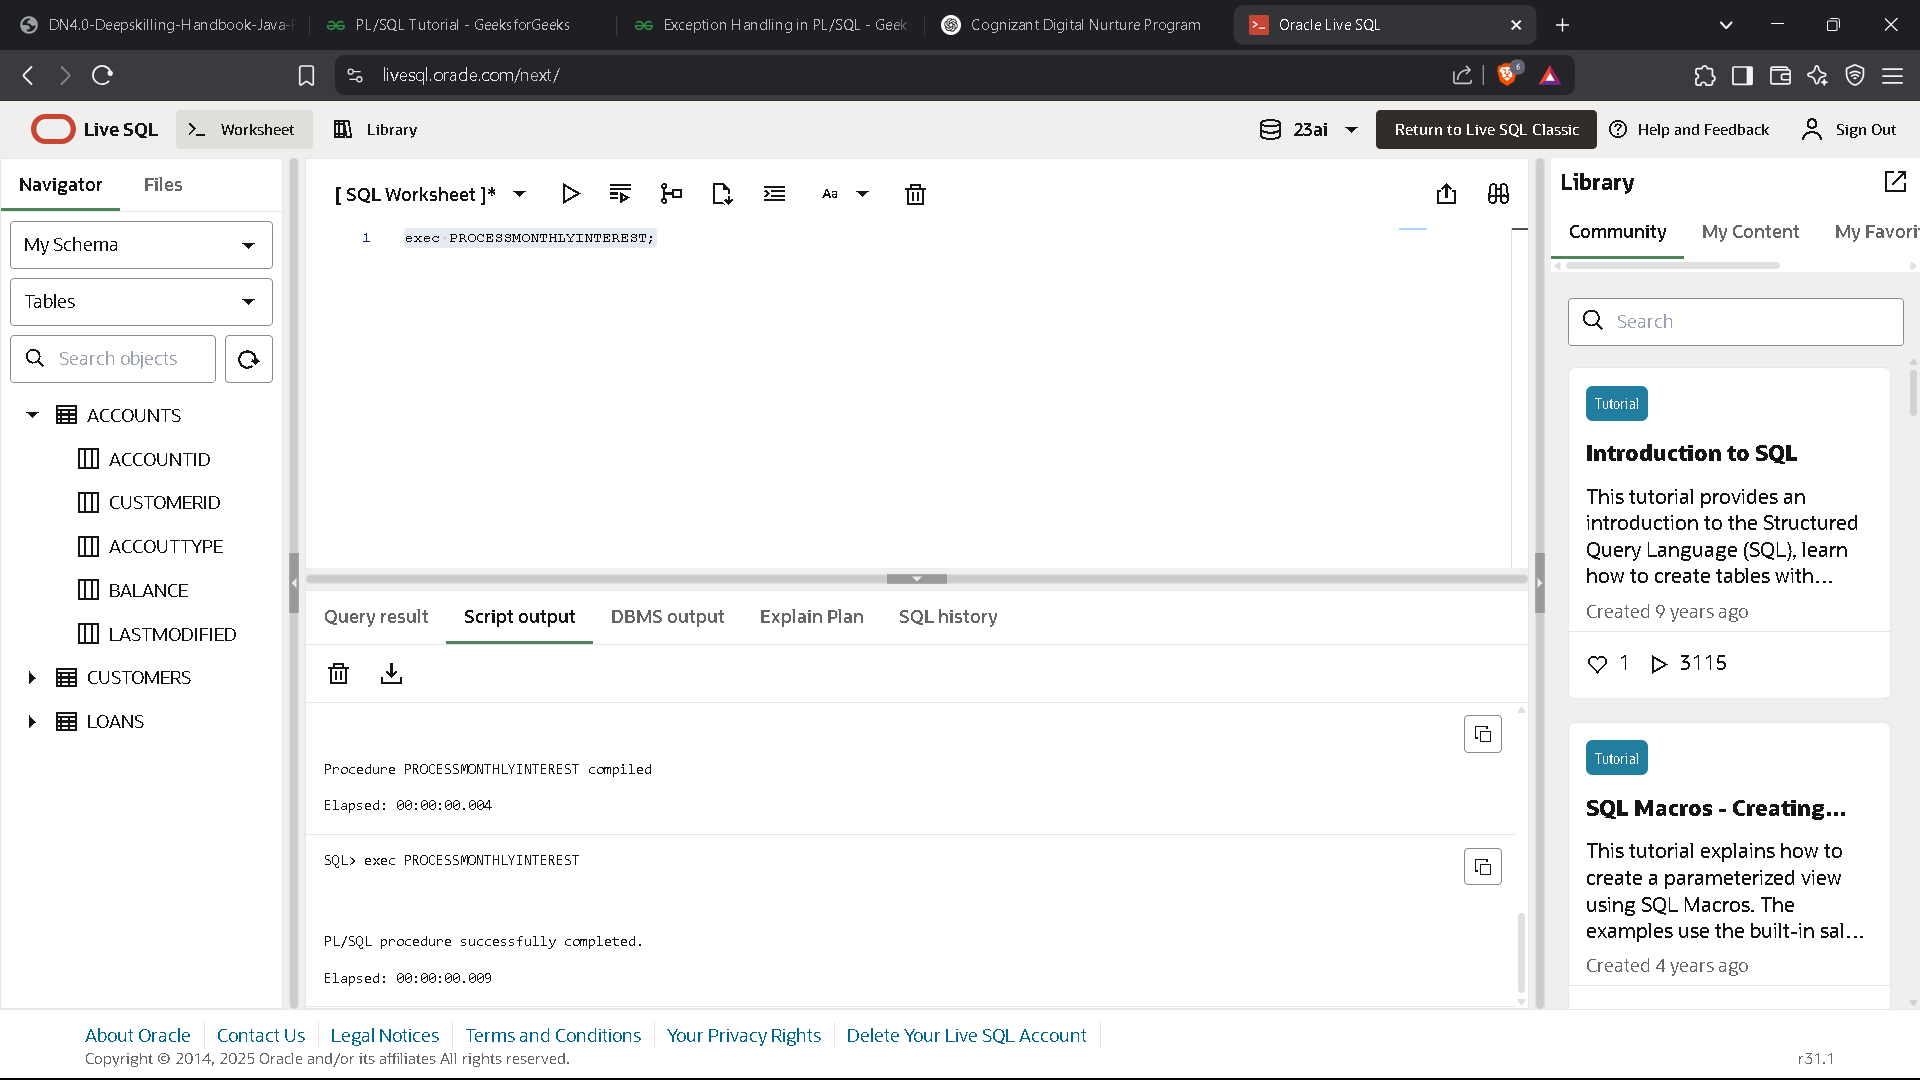 DN4.0-Deepskilling-Handbook-Java-F
PL/SQL Tutorial - GeeksforGeeks
Exception Handling in PL/SQL - Geek
Cognizant Digital Nurture Program
Oracle Live SQL
livesql.oracle.com/next/
6
Live SQL
Worksheet
Library
23ai
Return to Live SQL Classic
Help and Feedback
Sign Out
Navigator
Files
My Schema
Tables
Search objects
ACCOUNTS
ACCOUNTID
CUSTOMERID
ACCOUTTYPE
BALANCE
LASTMODIFIED
CUSTOMERS
LOANS
[ SQL Worksheet ]*
Aa
1 exec PROCESSMONTHLYINTEREST;
Query result
Script output
DBMS output
Explain Plan
SQL history
Procedure PROCESSMONTHLYINTEREST compiled
Elapsed: 00:00:00.004
SQL> exec PROCESSMONTHLYINTEREST
PL/SQL procedure successfully completed.
Elapsed: 00:00:00.009
Library
Community
My Content
My Favori
Search
Tutorial
Introduction to SQL
This tutorial provides an
introduction to the Structured
Query Language (SQL), learn
how to create tables with...
Created 9 years ago
1 3115
Tutorial
SQL Macros - Creating...
This tutorial explains how to
create a parameterized view
using SQL Macros. The
examples use the built-in sal...
Created 4 years ago
About Oracle
Contact Us
Legal Notices
Terms and Conditions
Your Privacy Rights
Delete Your Live SQL Account
Copyright © 2014, 2025 Oracle and/or its affiliates All rights reserved.
r31.1